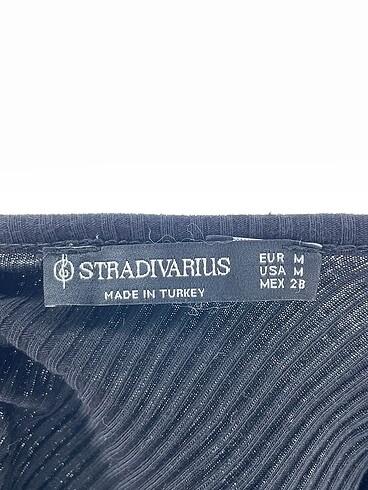 STRADIVARIUS
MADE IN TURKEY
EUR M
USA M
MEX 28